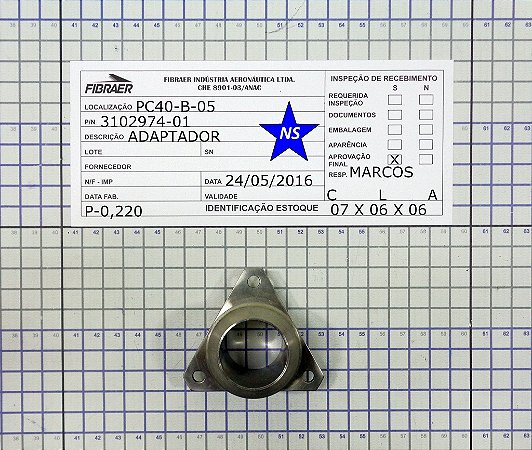 FIBRAER
FIBRAER INDÚSTRIA AERONÁUTICA LTDA.
CHE 8901-03/ANAC
LOCALIZAÇÃO PC40-B-05
P/N 3102974-01
DESCRIÇÃO ADAPTADOR
LOTE SN
NS
FORNECEDOR
N/F - IMP DATA 24/05/2016
DATA FAB. VALIDADE
P-0,220 IDENTIFICAÇÃO ESTOQUE
INSPEÇÃO DE RECEBIMENTO
S N
REQUERIDA
INSPEÇÃO
DOCUMENTOS
EMBALAGEM
APARÊNCIA
APROVAÇÃO
FINAL X
RESP. MARCOS
C L A
07 X 06 X 06